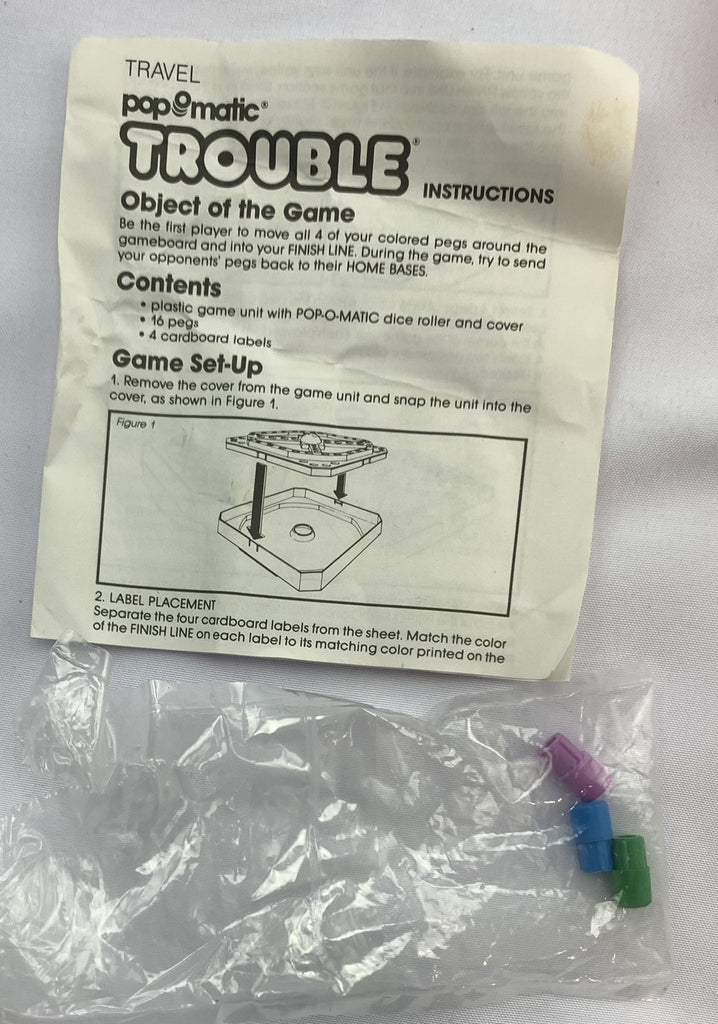 TRAVEL
pop-o-matic®
TROUBLE® INSTRUCTIONS
Object of the Game
Be the first player to move all 4 of your colored pegs around the
gameboard and into your FINISH LINE. During the game, try to send
your opponents' pegs back to their HOME BASES.
Contents
• plastic game unit with POP-O-MATIC dice roller and cover
• 16 pegs
• 4 cardboard labels
Game Set-Up
1. Remove the cover from the game unit and snap the unit into the
cover, as shown in Figure 1.
Figure 1
2. LABEL PLACEMENT
Separate the four cardboard labels from the sheet. Match the color
of the FINISH LINE on each label to its matching color printed on the